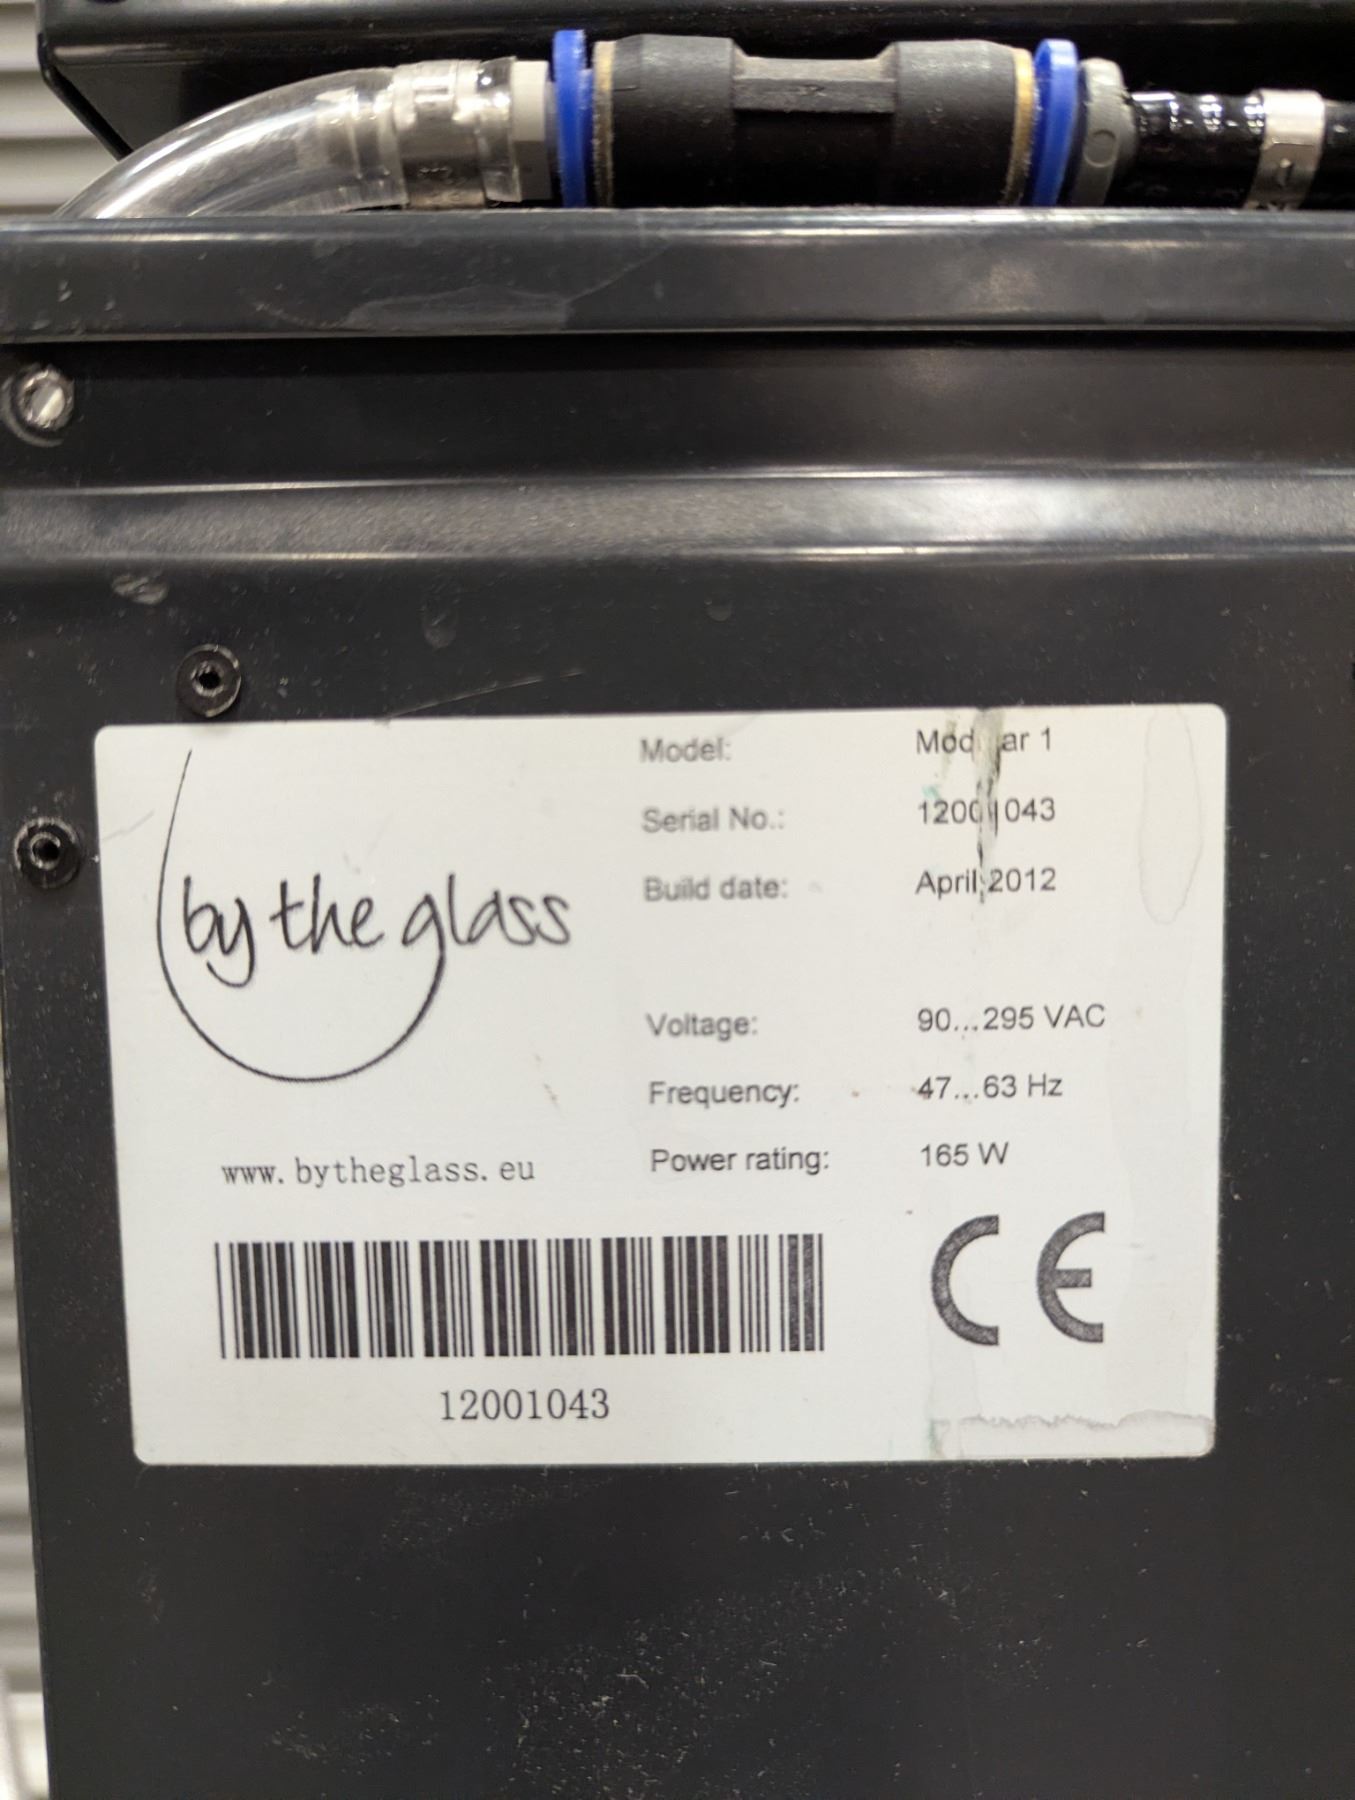 by the glass
www.bytheglass.eu
Model: Modular 1
Serial No.: 12001043
Build date: April 2012
Voltage: 90...295 VAC
Frequency: 47...63 Hz
Power rating: 165 W
CE
12001043